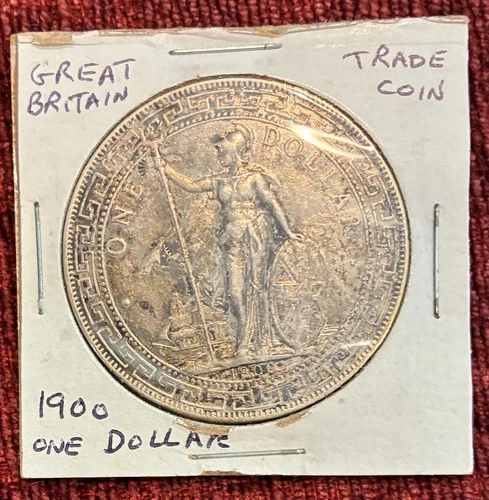 GREAT
BRITAIN
TRADE
COIN
ONE DOLLAR
1900
1900
ONE DOLLAR